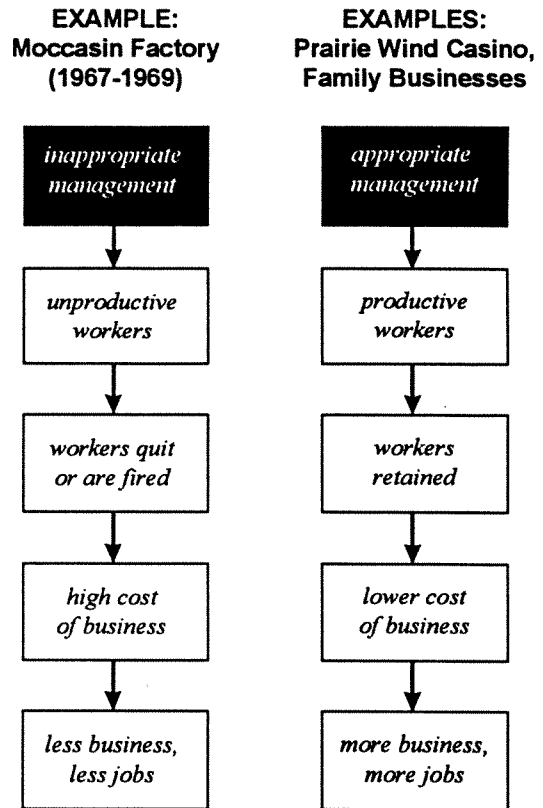 EXAMPLE:
Moccasin Factory
(1967-1969)
inappropriate
management
unproductive
workers
workers quit
or are fired
high cost
of business
less business,
less jobs
EXAMPLES:
Prairie Wind Casino,
Family Businesses
appropriate
management
productive
workers
workers
retained
lower cost
of business
more business,
more jobs